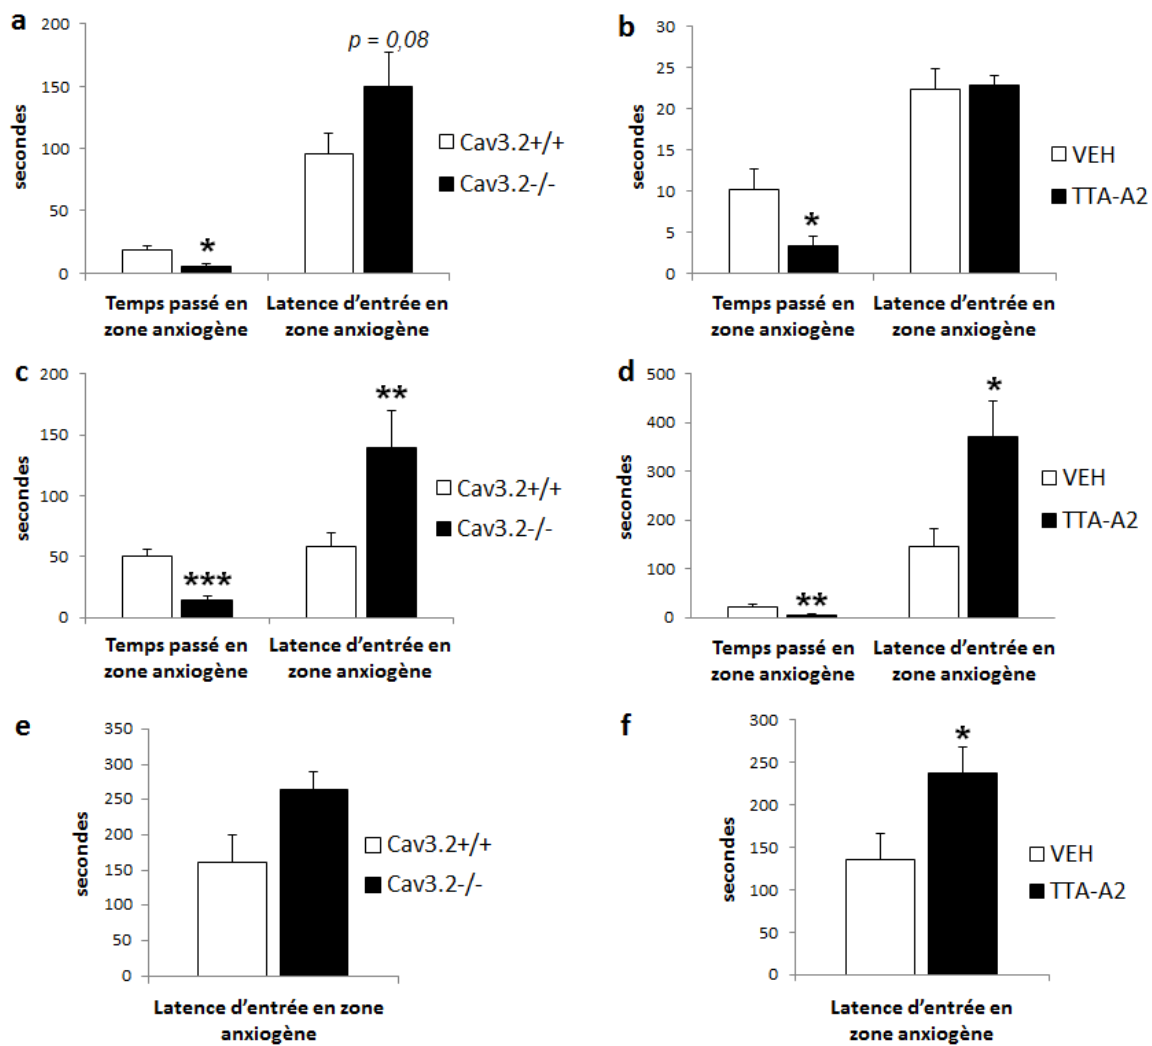 a
200
150
100
50
0
secondes
p = 0,08
*
Cav3.2+/+
Cav3.2-/-
Temps passé en
zone anxiogène
Latence d'entrée en
zone anxiogène
b
30
25
20
15
10
5
0
secondes
*
VEH
TTA-A2
Temps passé en
zone anxiogène
Latence d'entrée en
zone anxiogène
c
200
150
100
50
0
secondes
***
**
Cav3.2+/+
Cav3.2-/-
Temps passé en
zone anxiogène
Latence d'entrée en
zone anxiogène
d
500
400
300
200
100
0
secondes
**
*
VEH
TTA-A2
Temps passé en
zone anxiogène
Latence d'entrée en
zone anxiogène
e
350
300
250
200
150
100
50
0
secondes
Cav3.2+/+
Cav3.2-/-
Latence d'entrée en zone
anxiogène
f
300
250
200
150
100
50
0
secondes
*
VEH
TTA-A2
Latence d'entrée en
zone anxiogène